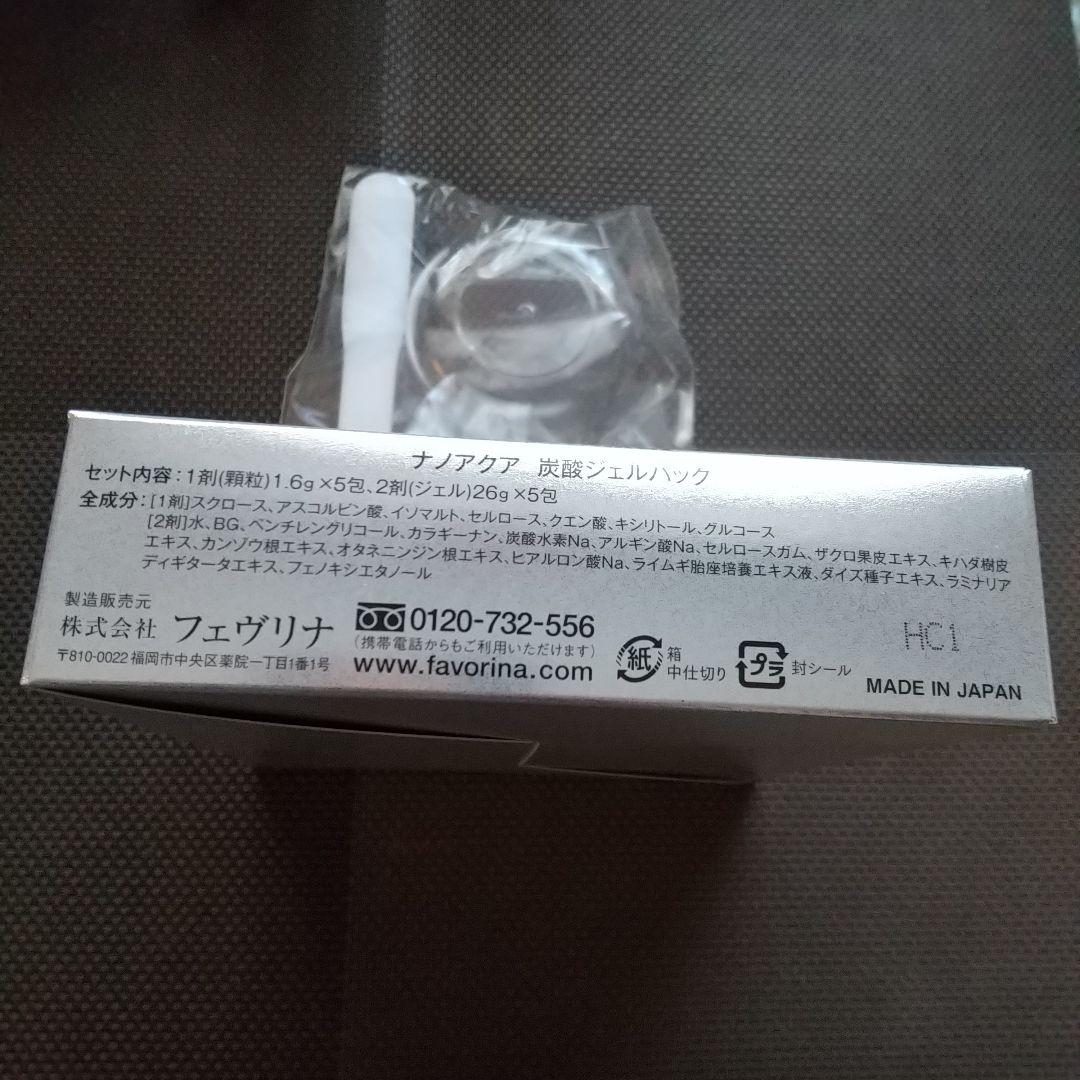 ナノアクア 炭酸ジェルパック
セット内容:1剤(顆粒)1.6g×5包、2剤(ジェル)26g×5包
全成分:[1剤]スクロース、アスコルビン酸、イソマルト、セルロース、クエン酸、キシリトール、グルコース
[2剤]水、BG、ペンチレングリコール、カラギーナン、炭酸水素Na、アルギン酸Na、セルロースガム、ザクロ果皮エキス、キハダ樹皮
エキス、カンゾウ根エキス、オタネニンジン根エキス、ヒアルロン酸Na、ライムギ胎座培養エキス液、ダイズ種子エキス、ラミナリア
ディギタータエキス、フェノキシエタノール
製造販売元
株式会社 フェヴリナ
〒810-0022 福岡市中央区薬院一丁目1番1号
0120-732-556
(携帯電話からもご利用いただけます)
www.favorina.com
紙 箱
中仕切り
プラ 封シール
HC1
MADE IN JAPAN